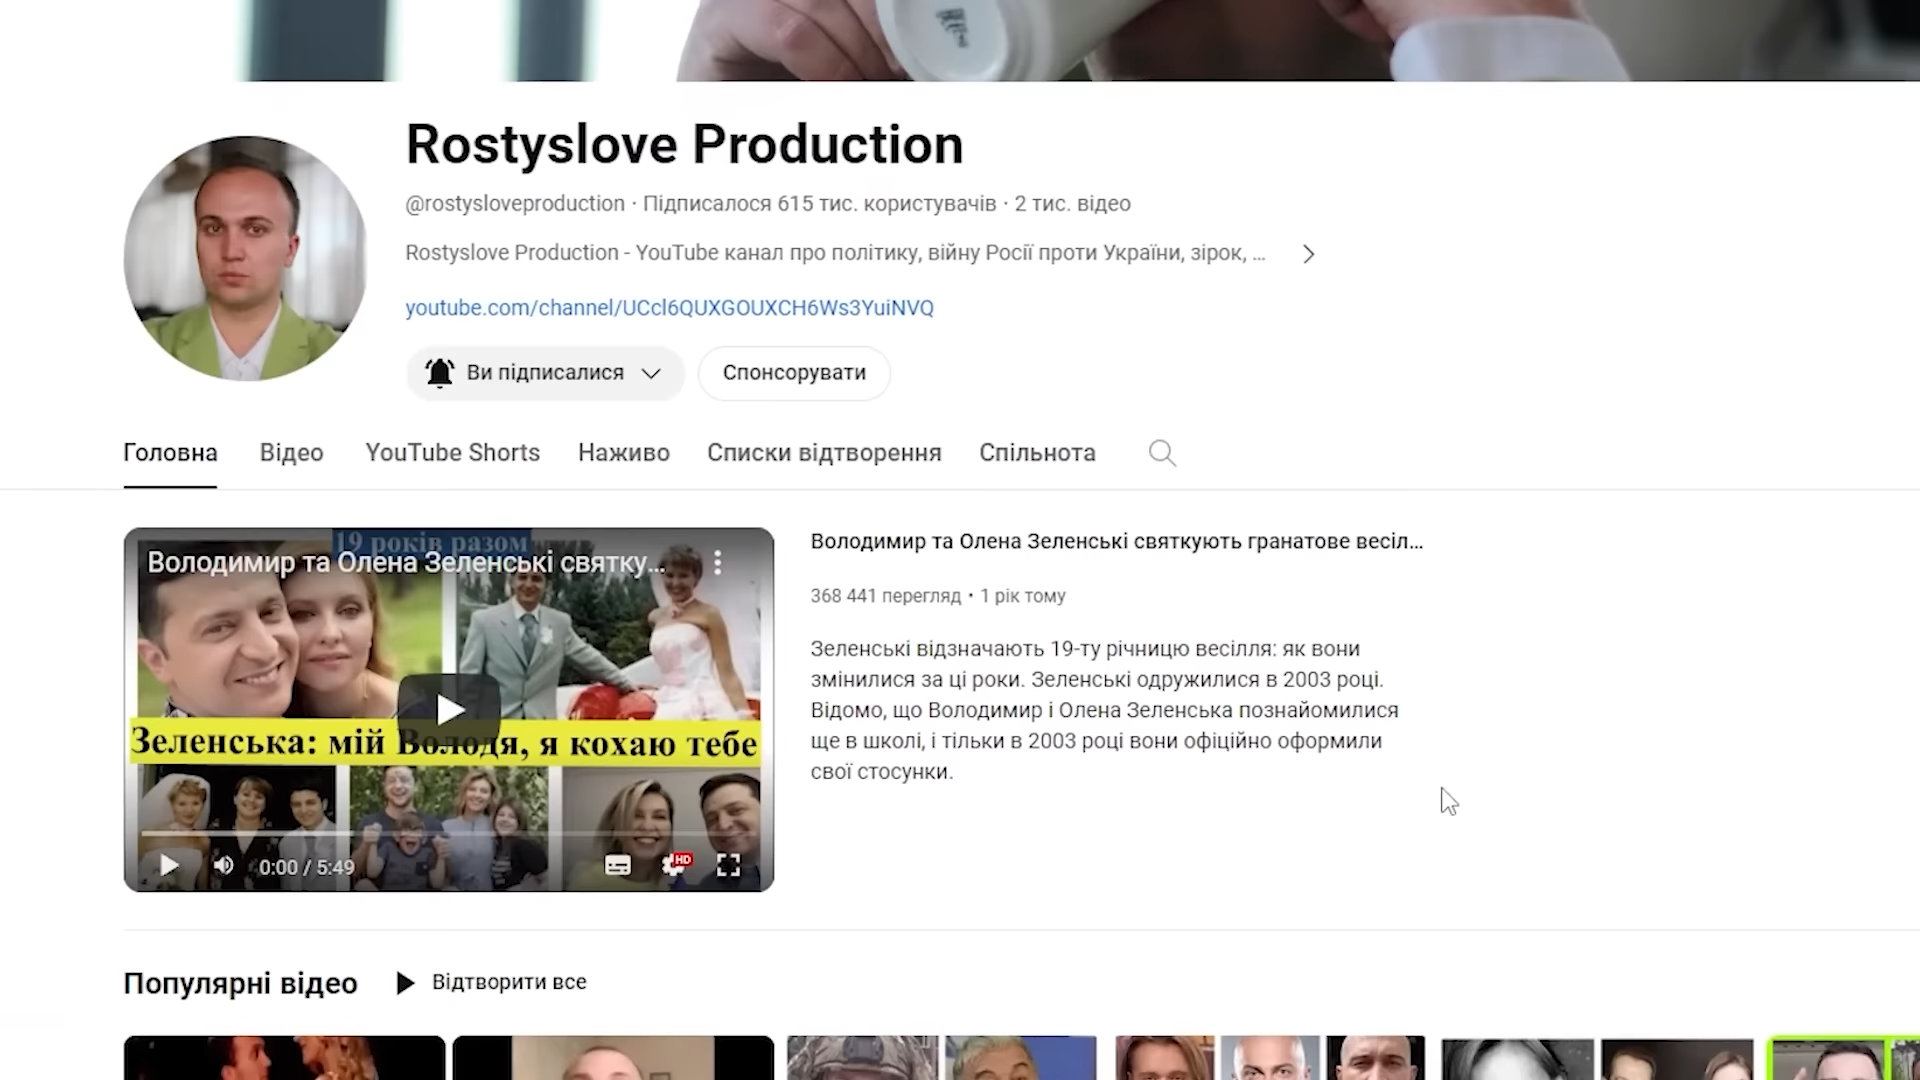 Rostyslove Production
@rostysloveproduction · Підписалося 615 тис. користувачів · 2 тис. відео
Rostyslove Production - YouTube канал про політику, війну Росії проти України, зірок, ...
youtube.com/channel/UCcl6QUXGOUXCH6Ws3YuiNVQ
Ви підписалися
Спонсорувати
Головна
Відео
YouTube Shorts
Наживо
Списки відтворення
Спільнота
19 років разом
Володимир та Олена Зеленські святку...
Зеленська: мій Володя, я кохаю тебе
0:00 / 5:49
HD
Володимир та Олена Зеленські святкують гранатове весіл...
368 441 перегляд • 1 рік тому
Зеленські відзначають 19-ту річницю весілля: як вони
змінилися за ці роки. Зеленські одружилися в 2003 році.
Відомо, що Володимир і Олена Зеленська познайомилися
ще в школі, і тільки в 2003 році вони офіційно оформили
свої стосунки.
Популярні відео
Відтворити все